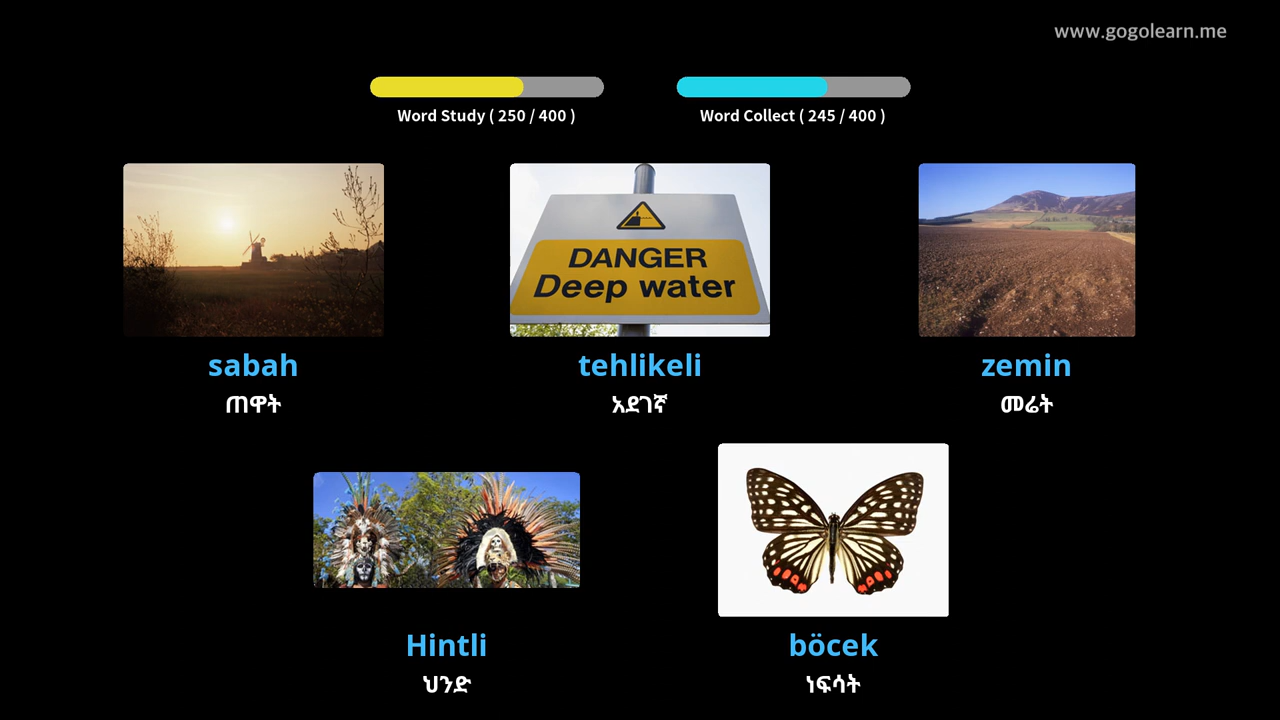 www.gogolearn.me
Word Study ( 250 / 400 )
Word Collect ( 245 / 400 )
DANGER
Deep water
sabah
ጠዋት
tehlikeli
አደገኛ
zemin
መሬት
Hintli
ህንድ
böcek
ነፍሳት